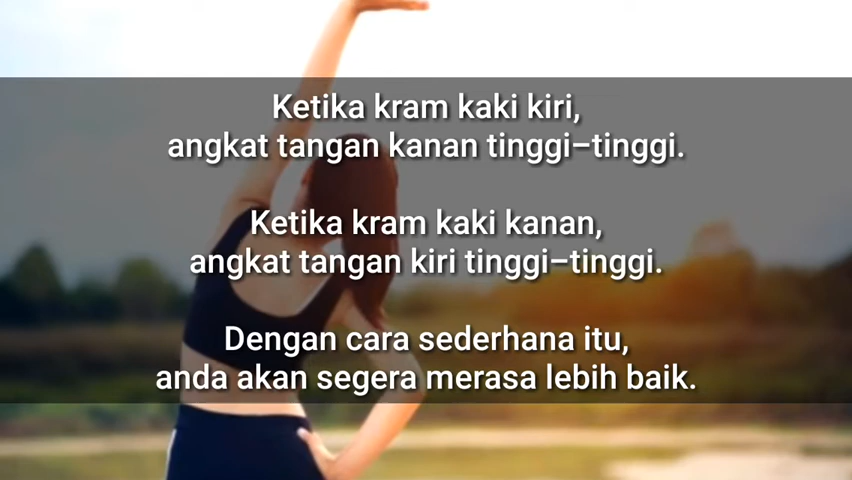 Ketika kram kaki kiri,
angkat tangan kanan tinggi–tinggi.
Ketika kram kaki kanan,
angkat tangan kiri tinggi–tinggi.
Dengan cara sederhana itu,
anda akan segera merasa lebih baik.